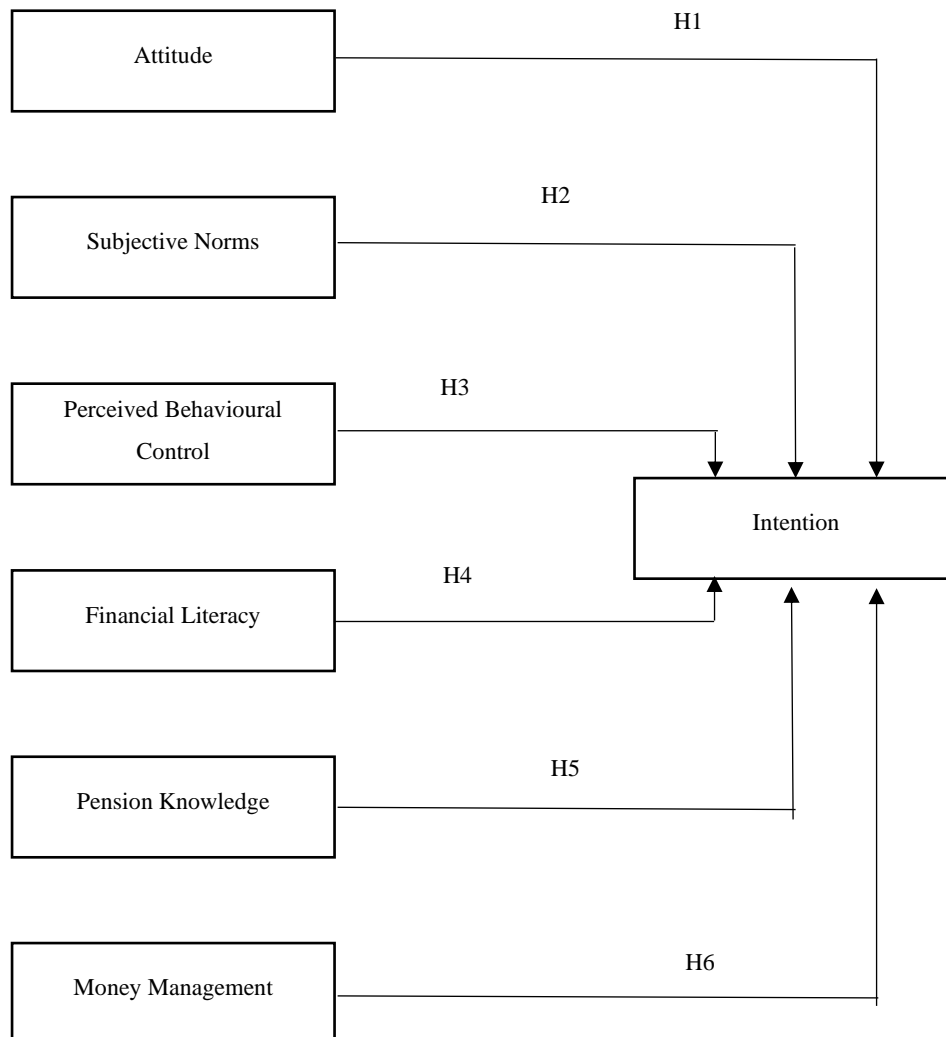 H1
Attitude
H2
Subjective Norms
H3
Perceived Behavioural
Control
Intention
H4
Financial Literacy
H5
Pension Knowledge
H6
Money Management